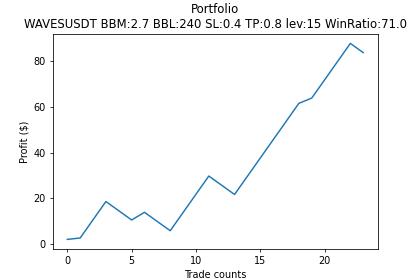 Portfolio
WAVESUSDT BBM:2.7 BBL:240 SL:0.4 TP:0.8 lev:15 WinRatio:71.0
Profit ($)
80
60
40
20
0
0 5 10 15 20
Trade counts